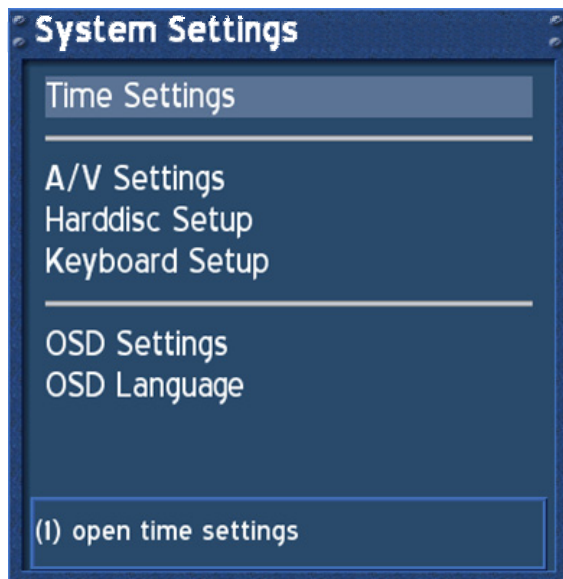 System Settings
Time Settings
A/V Settings
Harddisc Setup
Keyboard Setup
OSD Settings
OSD Language
(1) open time settings